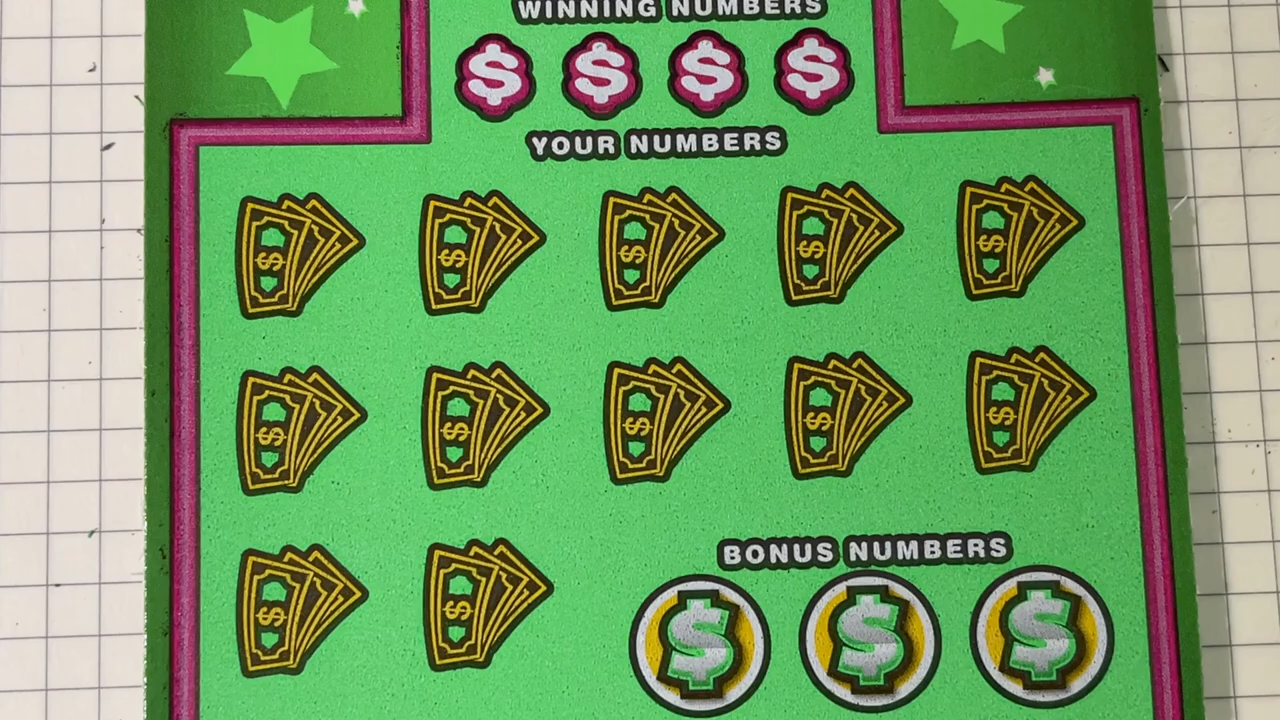 WINNING NUMBERS
$ $ $ $
YOUR NUMBERS
$ $ $ $ $
$ $ $ $ $
$ $
BONUS NUMBERS
$ $ $